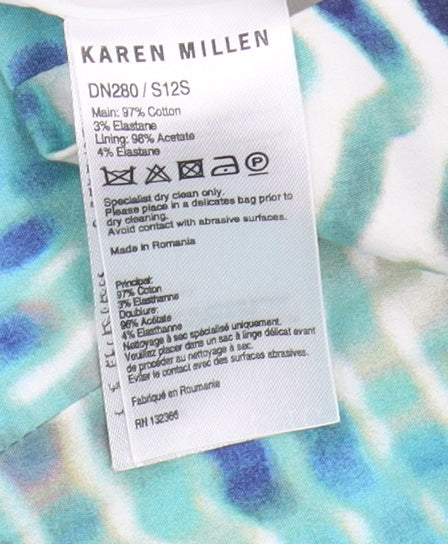 KAREN MILLEN
DN280 / S12S
Main: 97% Cotton
3% Elastane
Lining: 96% Acetate
4% Elastane
P
Specialist dry clean only.
Please place in a delicates bag prior to
dry cleaning.
Avoid contact with abrasive surfaces.
Made in Romania
Principal:
97% Coton
3% Elasthanne
Doublure:
96% Acétate
4% Elasthanne
Nettoyage à sec spécialisé uniquement.
Veuillez placer dans un sac à linge délicat avant
de procéder au nettoyage à sec.
Eviter le contact avec des surfaces abrasives.
Fabriqué en Roumanie
RN 132366